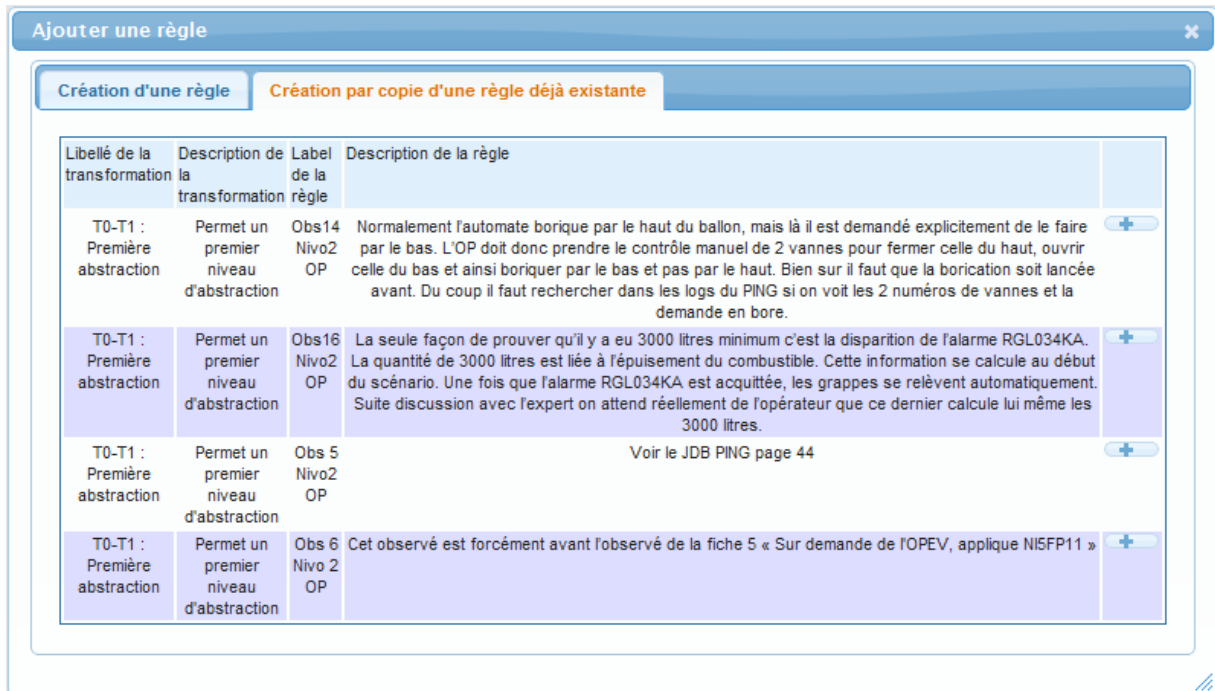 Ajouter une règle
Création d'une règle
Création par copie d'une règle déjà existante
Libellé de la
transformation
Description de
la
transformation
Label
de la
règle
Description de la règle
T0-T1 :
Première
abstraction
Permet un
premier
niveau
d'abstraction
Obs14
Nivo2
OP
Normalement l'automate borique par le haut du ballon, mais là il est demandé explicitement de le faire
par le bas. L'OP doit donc prendre le contrôle manuel de 2 vannes pour fermer celle du haut, ouvrir
celle du bas et ainsi boriquer par le bas et pas par le haut. Bien sur il faut que la borication soit lancée
avant. Du coup il faut rechercher dans les logs du PING si on voit les 2 numéros de vannes et la
demande en bore.
T0-T1 :
Première
abstraction
Permet un
premier
niveau
d'abstraction
Obs16
Nivo2
OP
La seule façon de prouver qu'il y a eu 3000 litres minimum c'est la disparition de l'alarme RGL034KA.
La quantité de 3000 litres est liée à l'épuisement du combustible. Cette information se calcule au début
du scénario. Une fois que l'alarme RGL034KA est acquittée, les grappes se relèvent automatiquement.
Suite discussion avec l'expert on attend réellement de l'opérateur que ce dernier calcule lui même les
3000 litres.
T0-T1 :
Première
abstraction
Permet un
premier
niveau
d'abstraction
Obs 5
Nivo2
OP
Voir le JDB PING page 44
T0-T1 :
Première
abstraction
Permet un
premier
niveau
d'abstraction
Obs 6
Nivo 2
OP
Cet observé est forcément avant l'observé de la fiche 5 « Sur demande de l'OPEV, applique NI5FP11 »